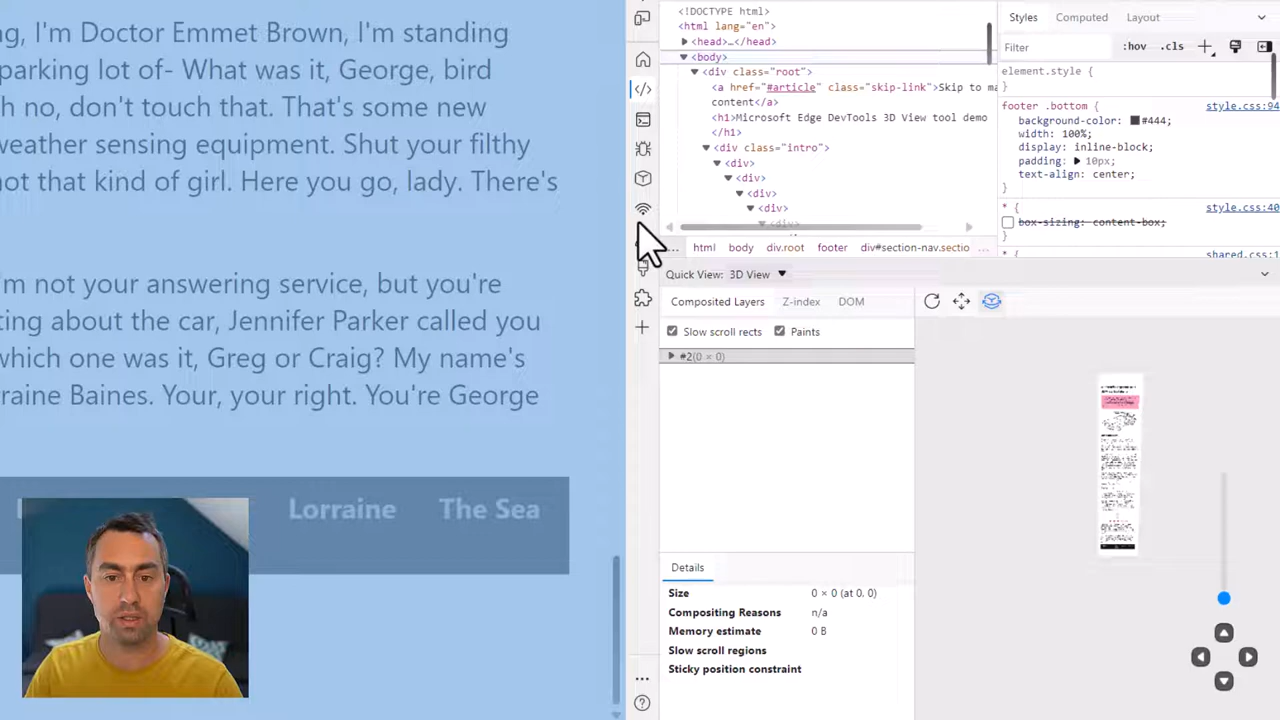 ng, I'm Doctor Emmet Brown, I'm standing
parking lot of- What was it, George, bird
h no, don't touch that. That's some new
weather sensing equipment. Shut your filthy
not that kind of girl. Here you go, lady. There's
'm not your answering service, but you're
ting about the car, Jennifer Parker called you
which one was it, Greg or Craig? My name's
rraine Baines. Your, your right. You're George
Lorraine The Sea
<!DOCTYPE html>
<html lang="en">
<head>…</head>
<body>
<div class="root">
<a href="#article" class="skip-link">Skip to ma
content</a>
<h1>Microsoft Edge DevTools 3D View tool demo
</h1>
<div class="intro">
<div>
<div>
<div>
<div>
<div>
… html body div.root footer div#section-nav.sectio …
Styles Computed Layout
Filter :hov .cls
element.style {
}
footer .bottom { style.css:94
background-color: #444;
width: 100%;
display: inline-block;
padding: 10px;
text-align: center;
}
* { style.css:40
box-sizing: content-box;
}
shared.css:1
Quick View: 3D View
Composited Layers Z-index DOM
Slow scroll rects Paints
#2(0 × 0)
Details
Size 0 × 0 (at 0, 0)
Compositing Reasons n/a
Memory estimate 0 B
Slow scroll regions
Sticky position constraint